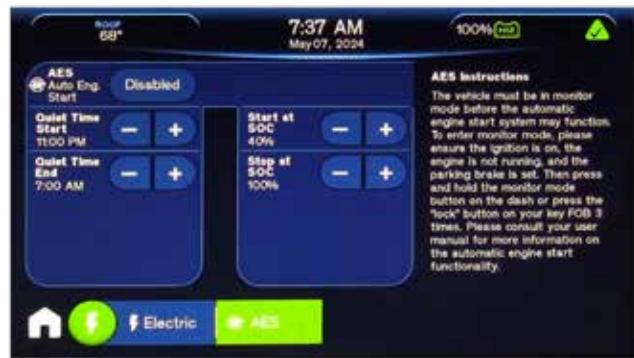 ROOF
68°
7:37 AM
May 07, 2024
100%
AES
Auto Eng.
Start
Disabled
Quiet Time
Start
11:00 PM
Quiet Time
End
7:00 AM
Start at
SOC
40%
Stop at
SOC
100%
AES Instructions
The vehicle must be in monitor
mode before the automatic
engine start system may function.
To enter monitor mode, please
ensure the ignition is on, the
engine is not running, and the
parking brake is set. Then press
and hold the monitor mode
button on the dash or press the
"lock" button on your key FOB 3
times. Please consult your user
manual for more information on
the automatic engine start
functionality.
Electric
AES